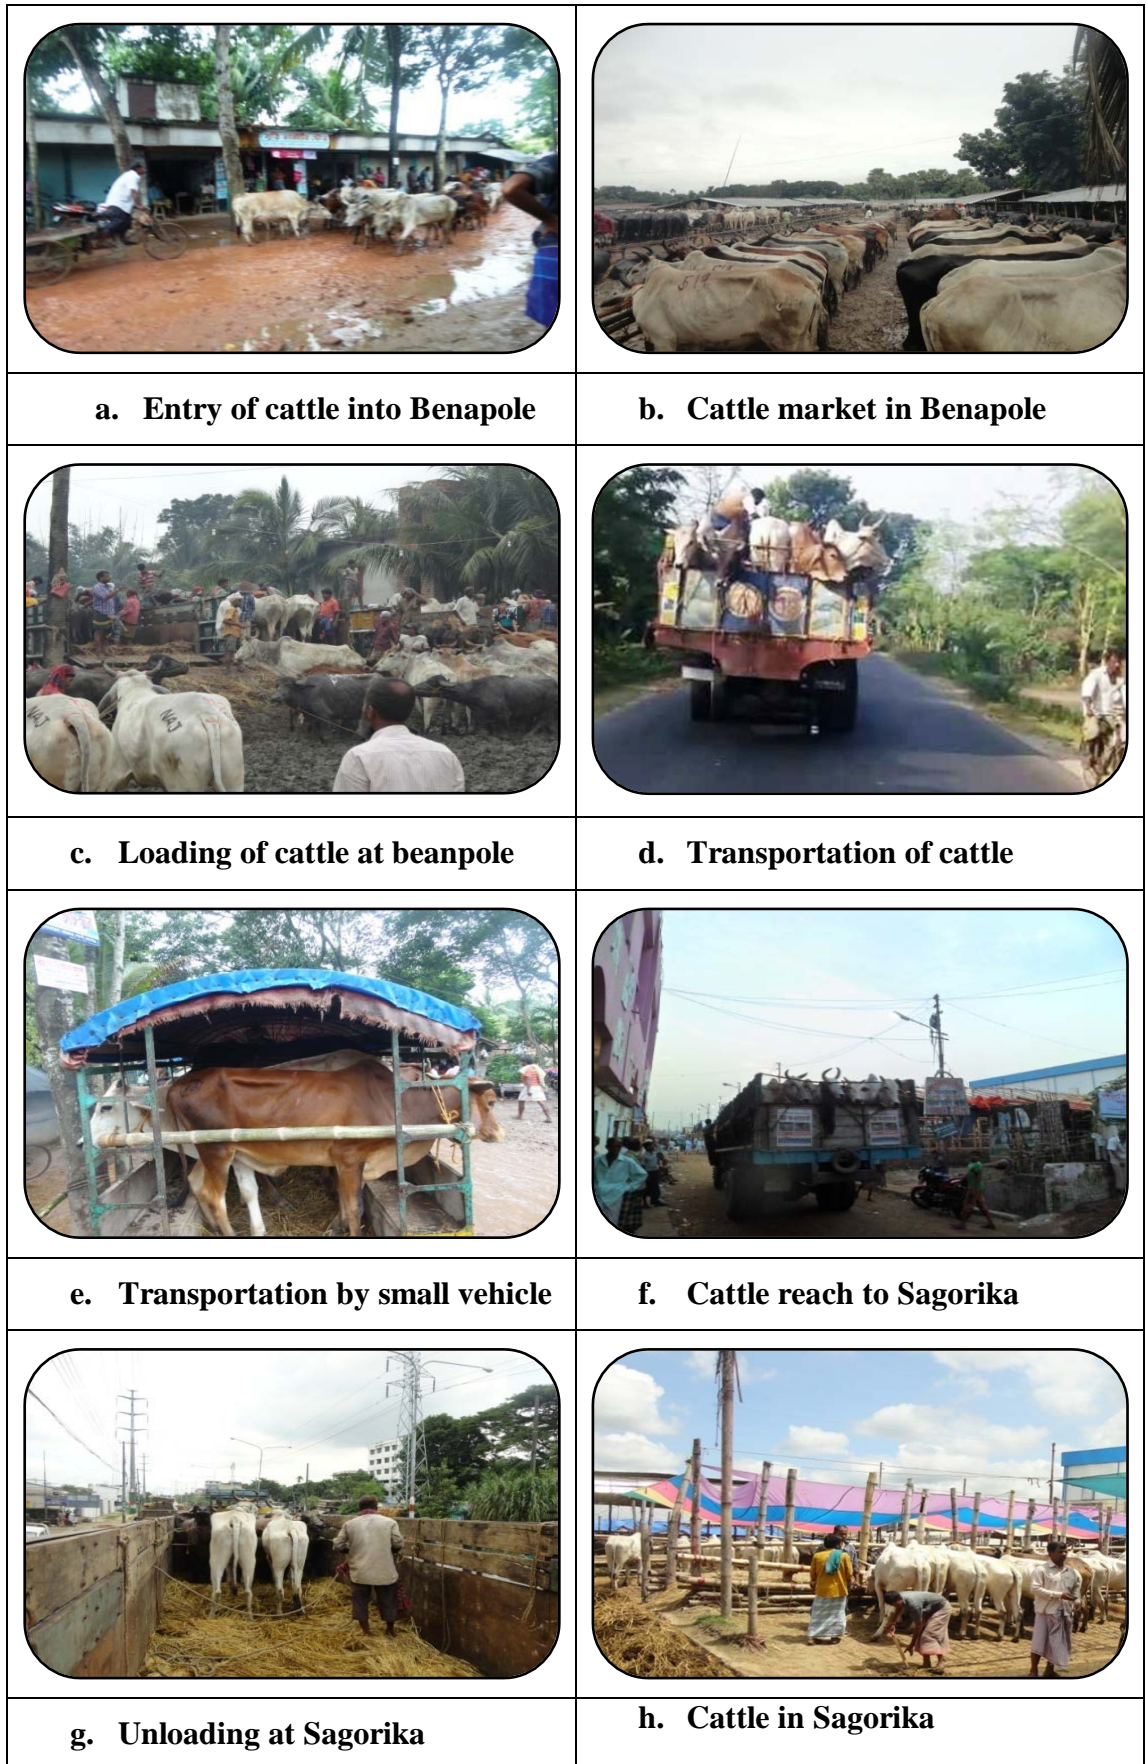 a. Entry of cattle into Benapole
b. Cattle market in Benapole
c. Loading of cattle at beanpole
d. Transportation of cattle
e. Transportation by small vehicle
f. Cattle reach to Sagorika
g. Unloading at Sagorika
h. Cattle in Sagorika